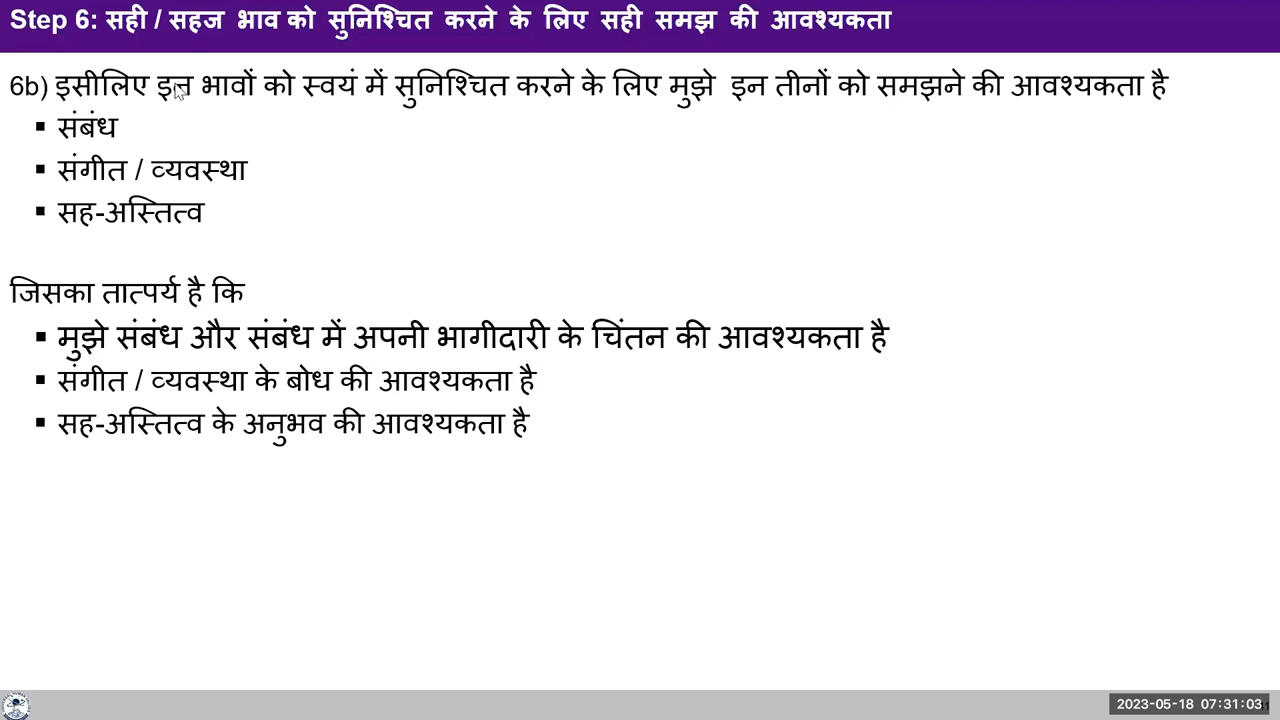 Step 6: सही / सहज भाव को सुनिश्चित करने के लिए सही समझ की आवश्यकता
6b) इसीलिए इन भावों को स्वयं में सुनिश्चित करने के लिए मुझे इन तीनों को समझने की आवश्यकता है
▪ संबंध
▪ संगीत / व्यवस्था
▪ सह-अस्तित्व
जिसका तात्पर्य है कि
▪ मुझे संबंध और संबंध में अपनी भागीदारी के चिंतन की आवश्यकता है
▪ संगीत / व्यवस्था के बोध की आवश्यकता है
▪ सह-अस्तित्व के अनुभव की आवश्यकता है
2023-05-18 07:31:03